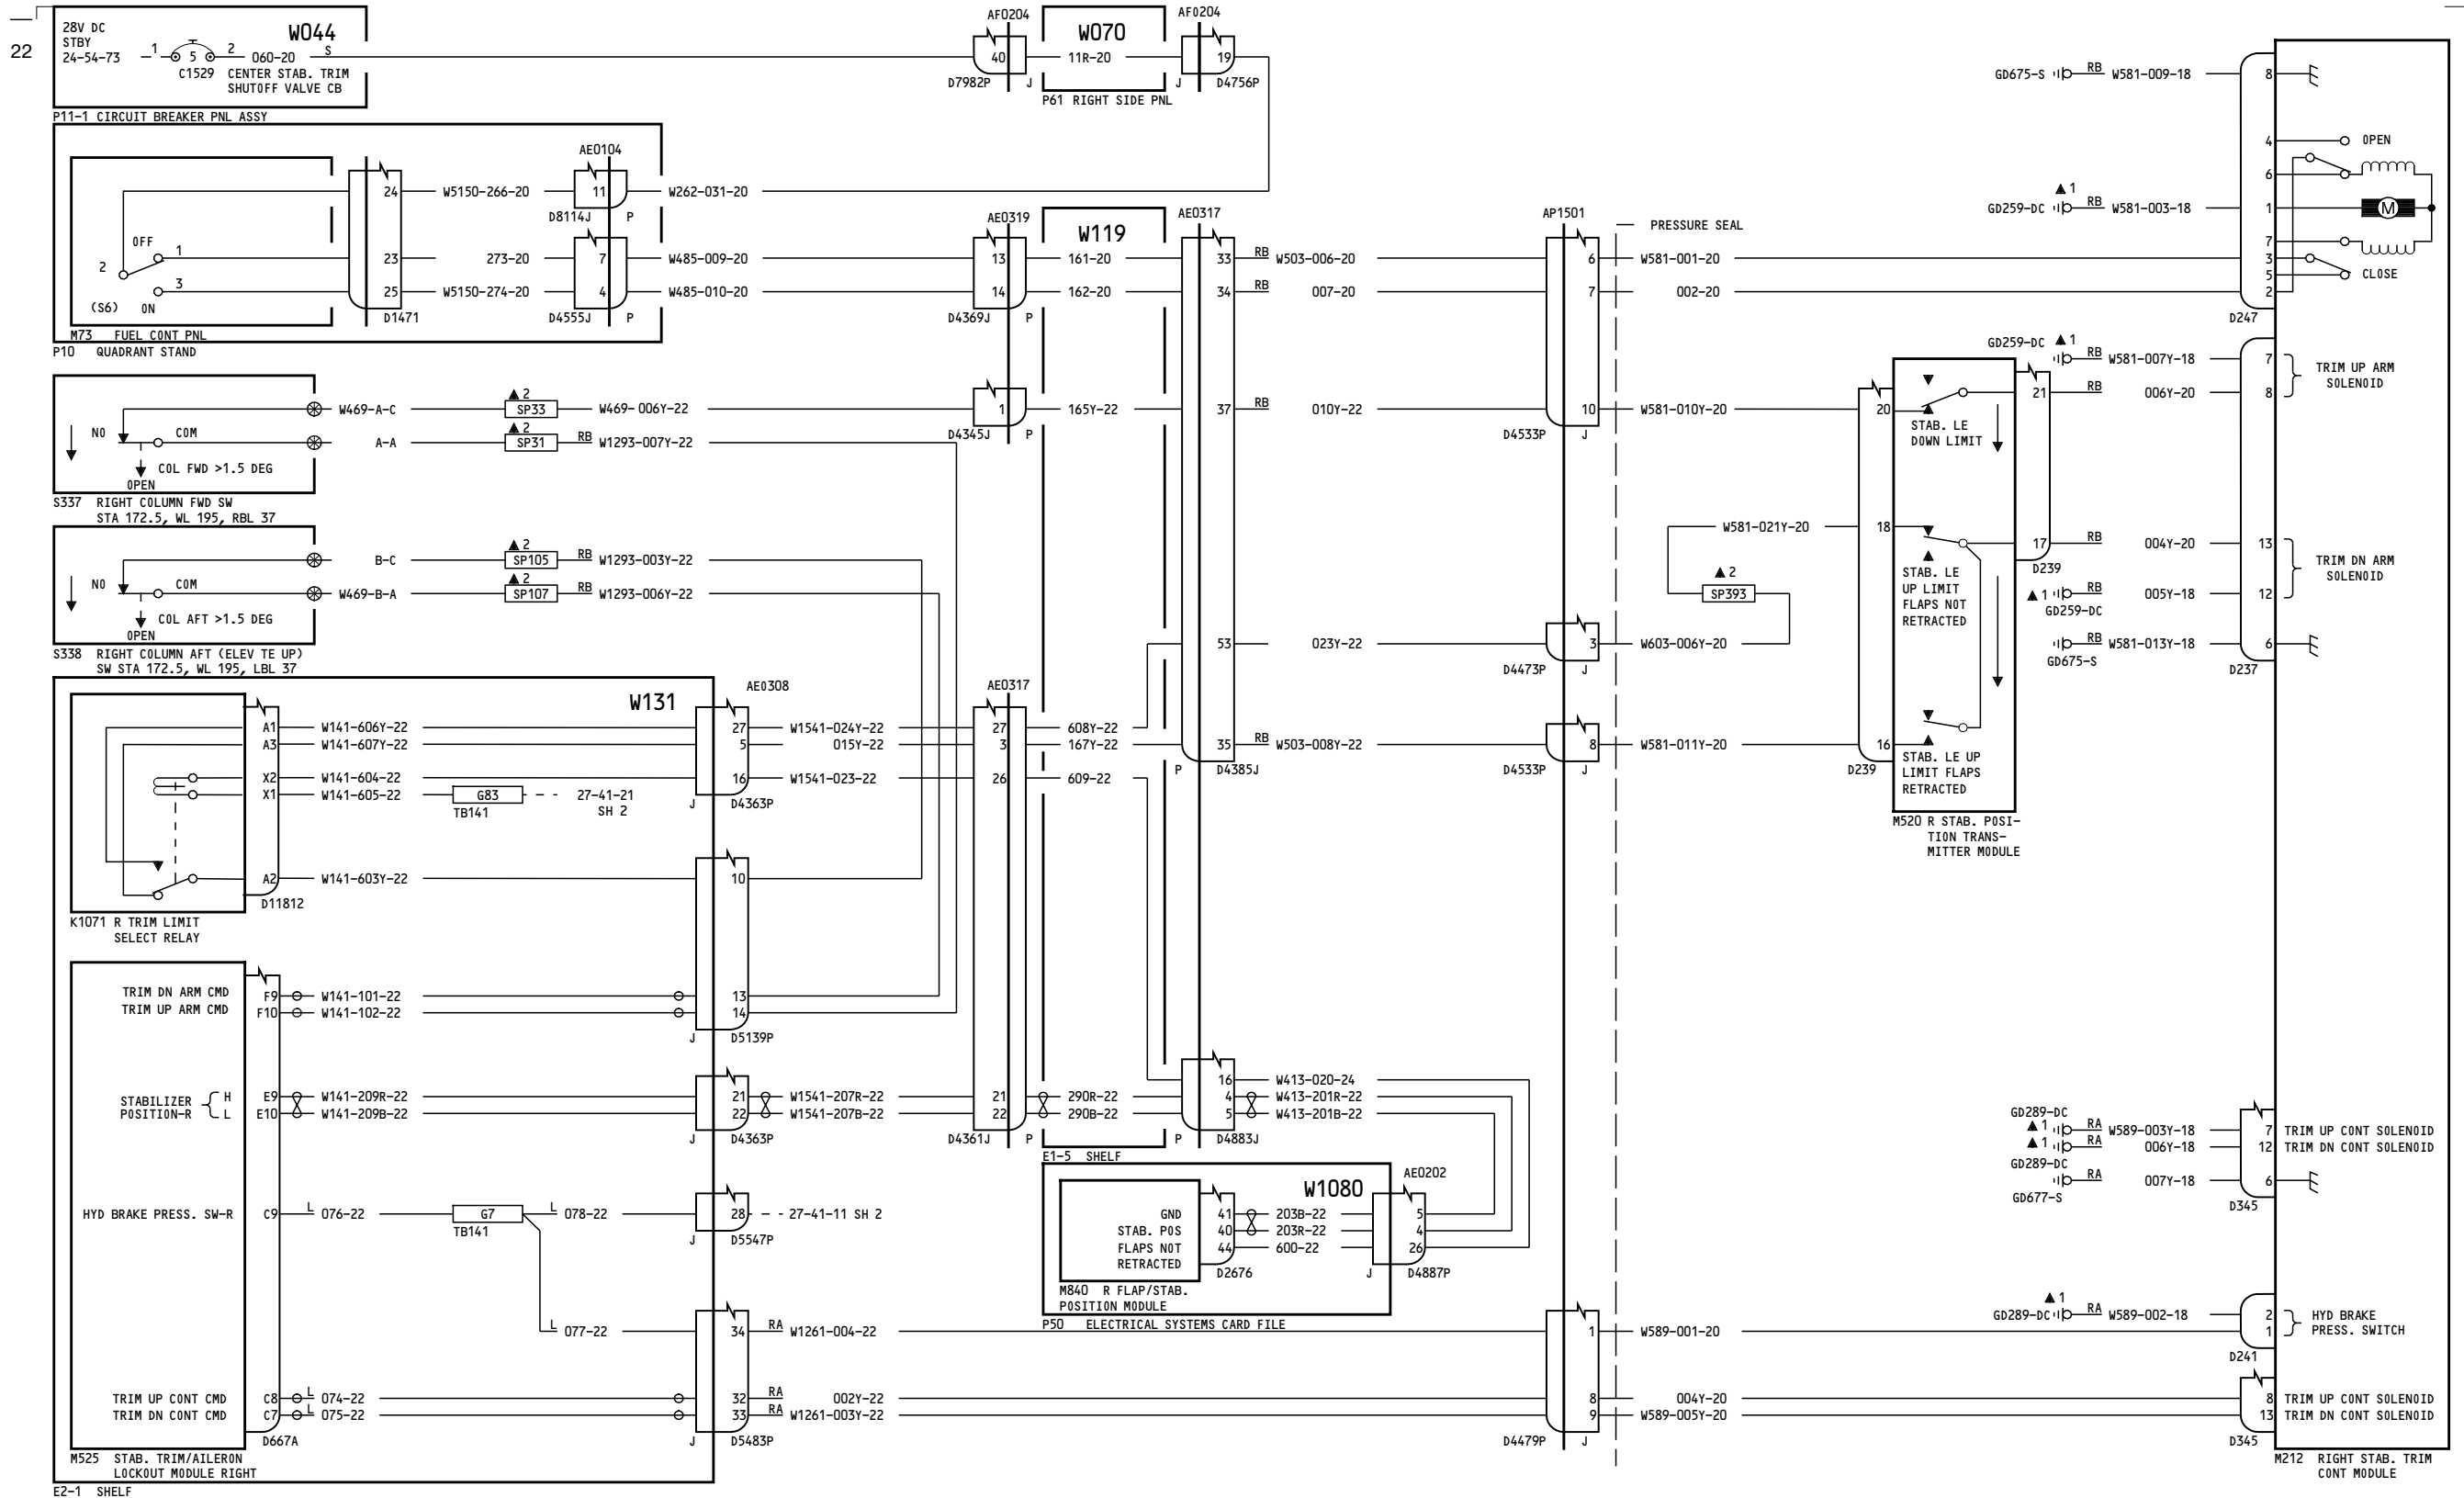 22
28V DC
STBY
24-54-73
1
5
2
060-20
S
W044
C1529
CENTER STAB. TRIM
SHUTOFF VALVE CB
P11-1 CIRCUIT BREAKER PNL ASSY
AF0204
40
D7982P
J
W070
11R-20
P61 RIGHT SIDE PNL
AF0204
19
J
D4756P
OFF
1
2
3
(S6)
ON
M73 FUEL CONT PNL
P10 QUADRANT STAND
24
23
25
D1471
W5150-266-20
273-20
W5150-274-20
AE0104
11
D8114J
P
7
4
D4555J
P
W262-031-20
W485-009-20
W485-010-20
AE0319
13
14
D4369J
P
W119
161-20
162-20
AE0317
33
34
RB W503-006-20
RB 007-20
AP1501
6
7
PRESSURE SEAL
W581-001-20
002-20
NO
COM
COL FWD >1.5 DEG
OPEN
S337 RIGHT COLUMN FWD SW
STA 172.5, WL 195, RBL 37
W469-A-C
A-A
2
SP33
2
SP31
W469-006Y-22
RB W1293-007Y-22
1
D4345J
P
165Y-22
37
RB 010Y-22
10
D4533P
J
W581-010Y-20
NO
COM
COL AFT >1.5 DEG
OPEN
S338 RIGHT COLUMN AFT (ELEV TE UP)
SW STA 172.5, WL 195, LBL 37
B-C
W469-B-A
2
SP105
2
SP107
RB W1293-003Y-22
RB W1293-006Y-22
53
023Y-22
3
D4473P
J
W603-006Y-20
W581-021Y-20
2
SP393
35
RB W503-008Y-22
P
D4385J
8
D4533P
J
W581-011Y-20
20
18
16
D239
STAB. LE
DOWN LIMIT
STAB. LE
UP LIMIT
FLAPS NOT
RETRACTED
STAB. LE UP
LIMIT FLAPS
RETRACTED
M520 R STAB. POSI-
TION TRANS-
MITTER MODULE
21
17
D239
W131
A1
A3
X2
X1
A2
D11812
K1071 R TRIM LIMIT
SELECT RELAY
W141-606Y-22
W141-607Y-22
W141-604-22
W141-605-22
W141-603Y-22
G83
TB141
27-41-21
SH 2
AE0308
27
5
16
J
D4363P
W1541-024Y-22
015Y-22
W1541-023-22
AE0317
27
3
26
608Y-22
167Y-22
609-22
10
13
14
J
D5139P
TRIM DN ARM CMD
TRIM UP ARM CMD
F9
F10
W141-101-22
W141-102-22
STABILIZER
POSITION-R
H
L
E9
E10
W141-209R-22
W141-209B-22
21
22
J
D4363P
W1541-207R-22
W1541-207B-22
21
22
D4361J
P
290R-22
290B-22
E1-5 SHELF
16
4
5
P
D4883J
W413-020-24
W413-201R-22
W413-201B-22
HYD BRAKE PRESS. SW-R
C9
L 076-22
G7
TB141
L 078-22
28
J
D5547P
27-41-11 SH 2
L 077-22
34
RA W1261-004-22
TRIM UP CONT CMD
TRIM DN CONT CMD
C8
C7
D667A
L 074-22
L 075-22
32
33
J
D5483P
RA 002Y-22
RA W1261-003Y-22
M525 STAB. TRIM/AILERON
LOCKOUT MODULE RIGHT
E2-1 SHELF
W1080
GND
STAB. POS
FLAPS NOT
RETRACTED
41
40
44
D2676
203B-22
203R-22
600-22
AE0202
5
4
26
J
D4887P
M840 R FLAP/STAB.
POSITION MODULE
P50 ELECTRICAL SYSTEMS CARD FILE
1
8
9
D4479P
J
W589-001-20
004Y-20
W589-005Y-20
GD675-S
RB W581-009-18
1
GD259-DC
RB W581-003-18
8
4
6
1
7
3
5
2
D247
OPEN
M
CLOSE
GD259-DC
1
RB W581-007Y-18
RB 006Y-20
RB 004Y-20
1
GD259-DC
RB 005Y-18
RB W581-013Y-18
GD675-S
7
8
13
12
6
D237
TRIM UP ARM
SOLENOID
TRIM DN ARM
SOLENOID
GD289-DC
1
RA W589-003Y-18
1
RA 006Y-18
GD289-DC
RA 007Y-18
GD677-S
7
12
6
D345
TRIM UP CONT SOLENOID
TRIM DN CONT SOLENOID
1
GD289-DC
RA W589-002-18
2
1
D241
HYD BRAKE
PRESS. SWITCH
8
13
D345
TRIM UP CONT SOLENOID
TRIM DN CONT SOLENOID
M212 RIGHT STAB. TRIM
CONT MODULE